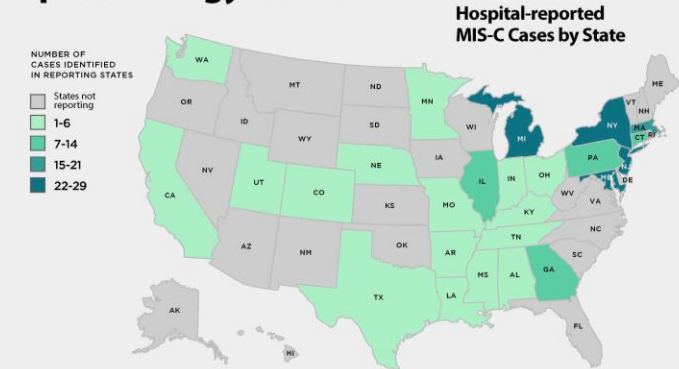 Hospital-reported
MIS-C Cases by State
NUMBER OF
CASES IDENTIFIED
IN REPORTING STATES
States not
reporting
1-6
7-14
15-21
22-29
WA
OR
CA
NV
ID
MT
WY
UT
AZ
CO
NM
ND
SD
NE
KS
OK
TX
MN
IA
MO
AR
LA
WI
IL
MI
IN
OH
KY
TN
MS
AL
GA
FL
SC
NC
VA
WV
PA
NY
VT
NH
ME
MA
RI
CT
NJ
DE
MD
AK
HI